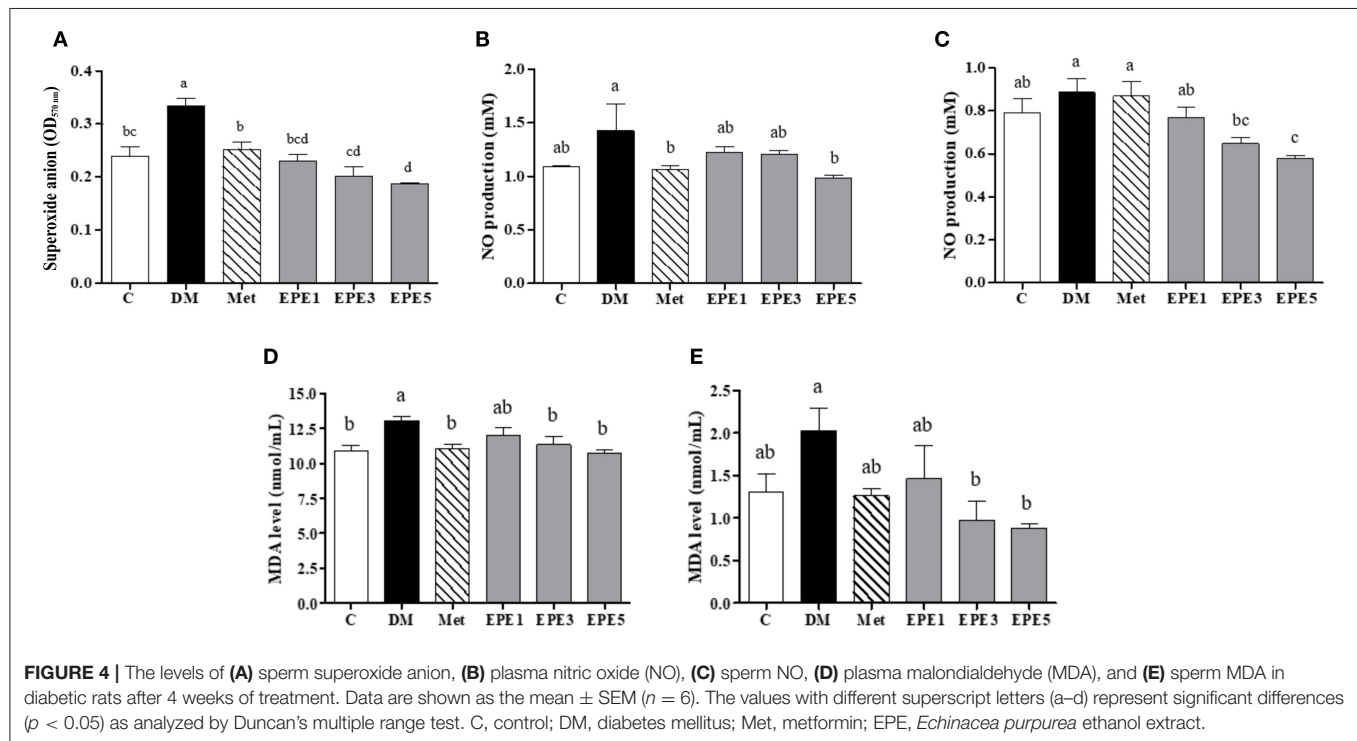 A
B
C
Superoxide anion (OD570 nm)
0.4
0.3
0.2
0.1
0.0
bc
a
b
bcd
cd
d
C DM Met EPE1 EPE3 EPE5
NO production (mM)
2.0
1.5
1.0
0.5
0.0
ab
a
b
ab
ab
b
C DM Met EPE1 EPE3 EPE5
NO production (mM)
1.0
0.8
0.6
0.4
0.2
0.0
ab
a
a
ab
bc
c
C DM Met EPE1 EPE3 EPE5
D
E
MDA level (nmol/mL)
15.0
12.5
10.0
7.5
5.0
2.5
0.0
b
a
b
ab
b
b
C DM Met EPE1 EPE3 EPE5
MDA level (nmol/mL)
2.5
2.0
1.5
1.0
0.5
0.0
ab
a
ab
ab
b
b
C DM Met EPE1 EPE3 EPE5
FIGURE 4 | The levels of (A) sperm superoxide anion, (B) plasma nitric oxide (NO), (C) sperm NO, (D) plasma malondialdehyde (MDA), and (E) sperm MDA in
diabetic rats after 4 weeks of treatment. Data are shown as the mean ± SEM (n = 6). The values with different superscript letters (a–d) represent significant differences
(p < 0.05) as analyzed by Duncan's multiple range test. C, control; DM, diabetes mellitus; Met, metformin; EPE, Echinacea purpurea ethanol extract.